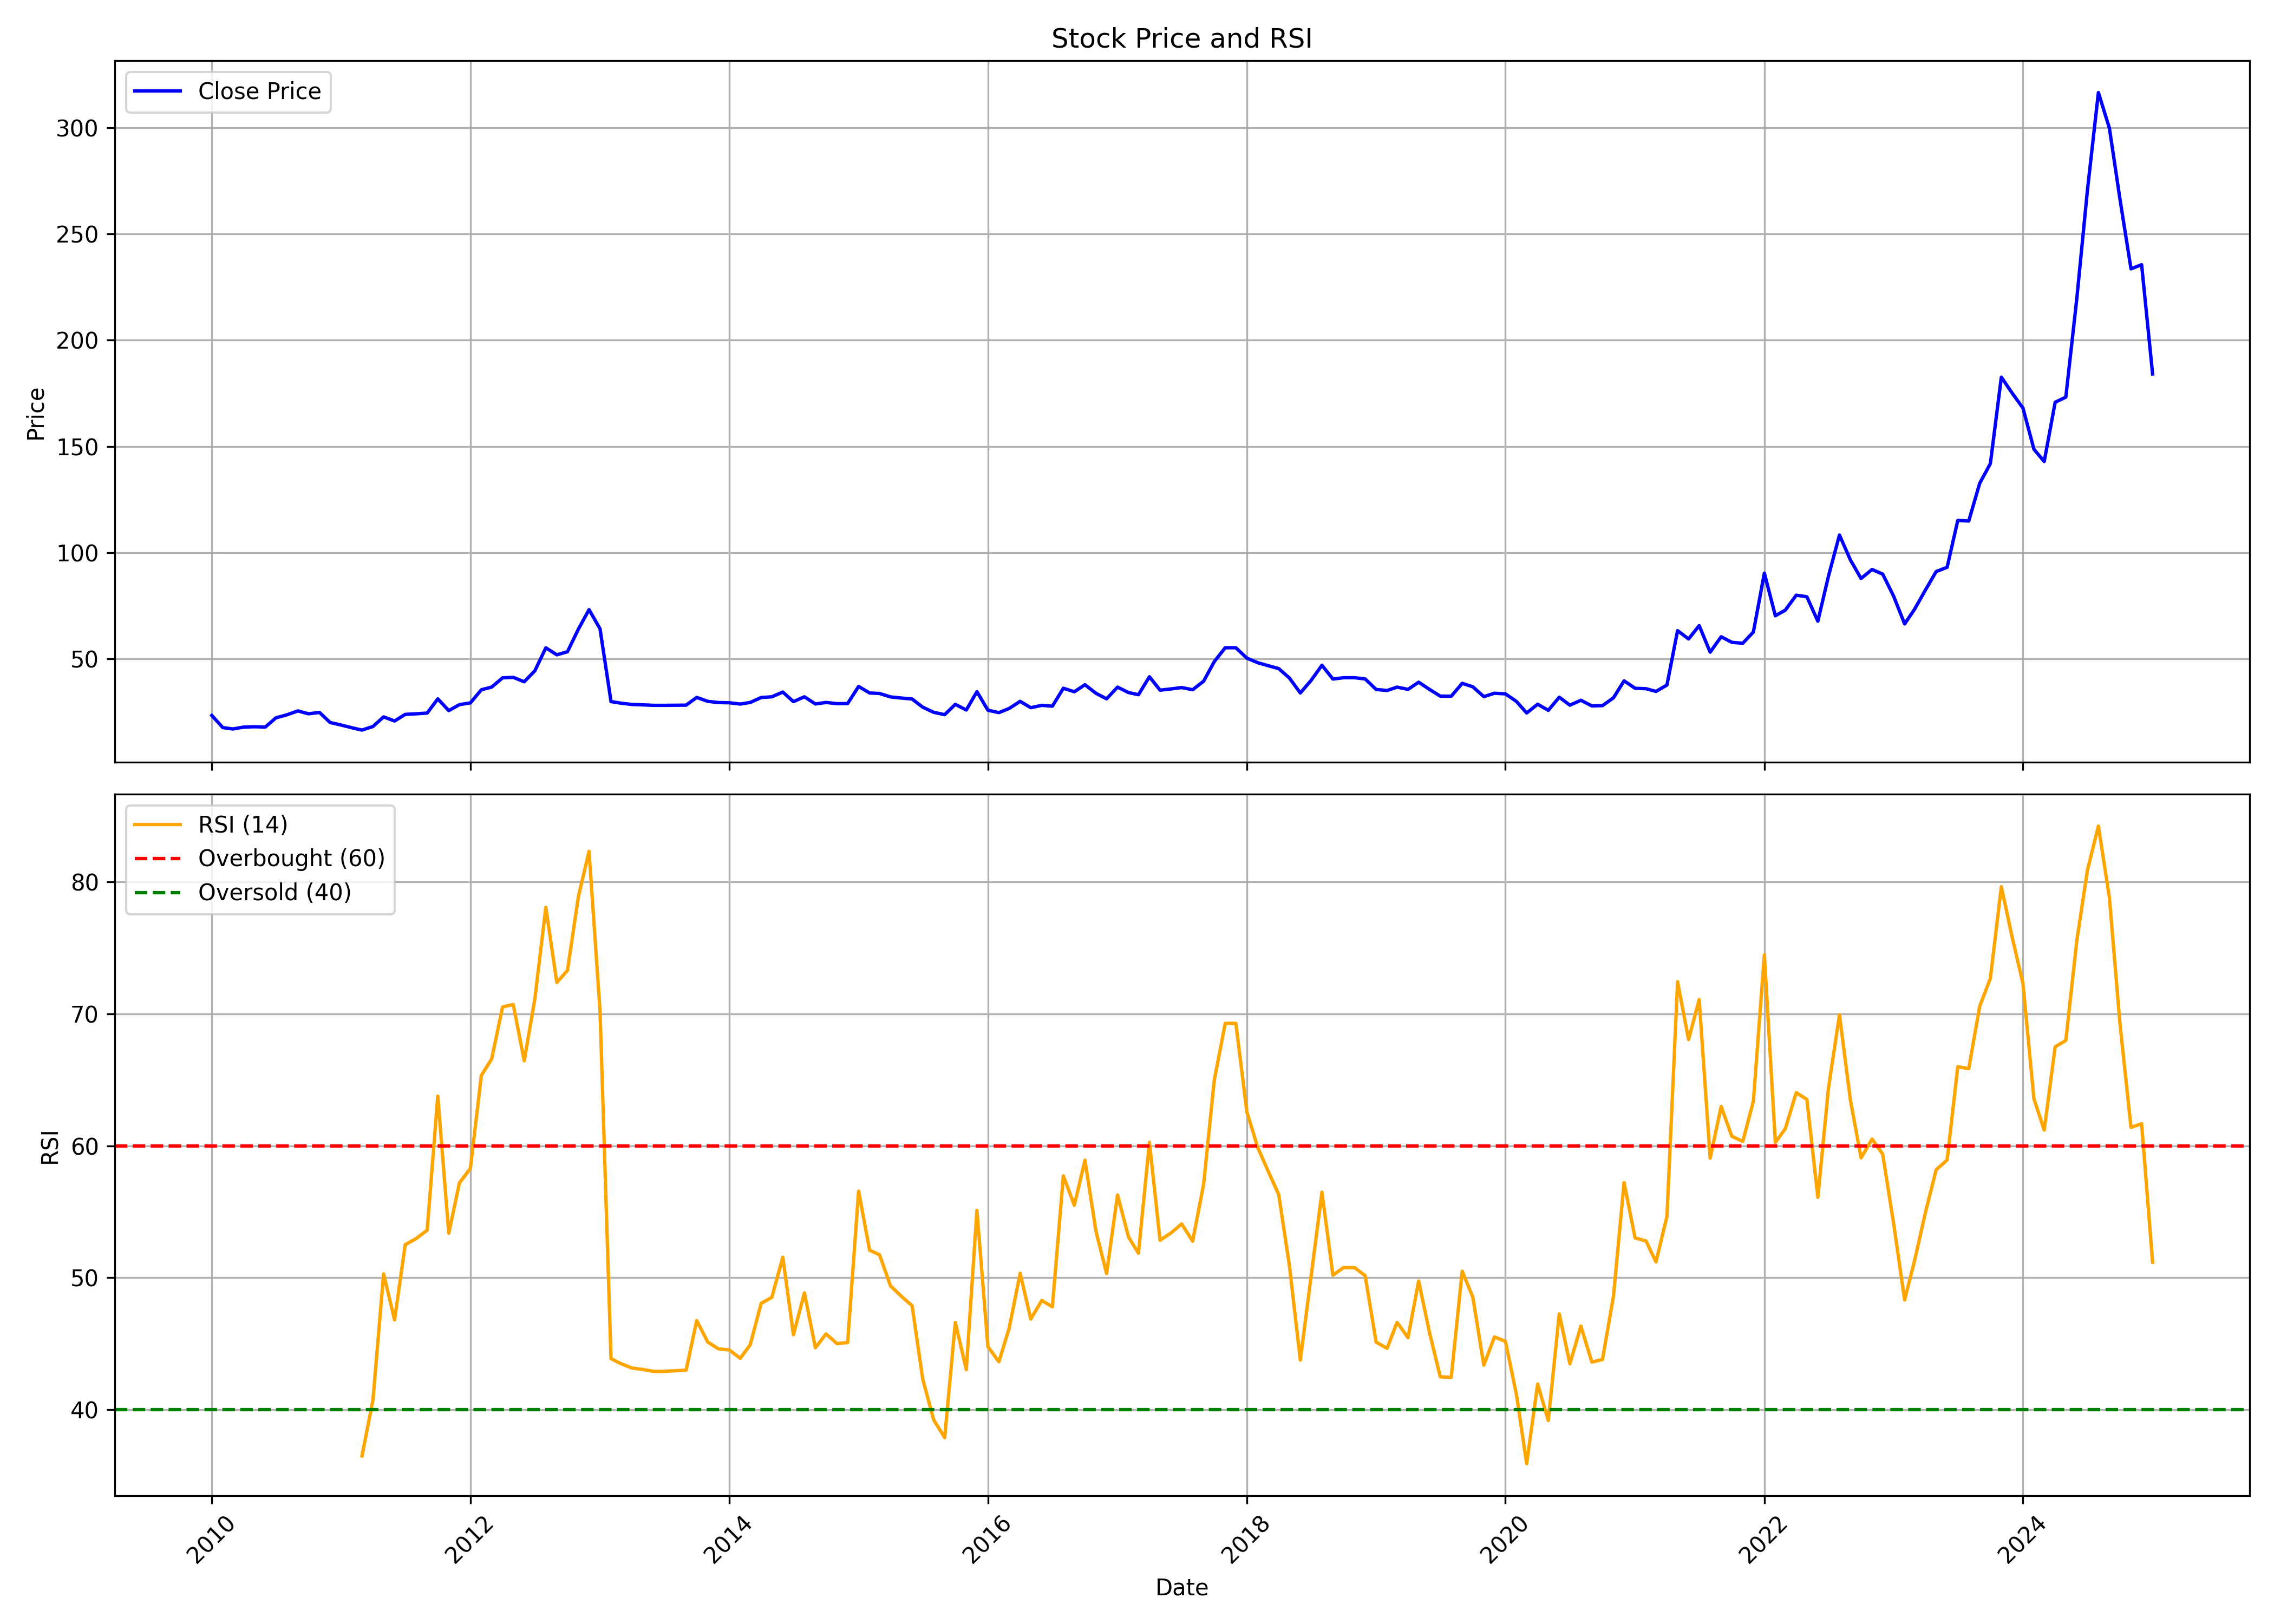 Stock Price and RSI
Close Price
300
250
200
150
100
50
Price
RSI (14)
Overbought (60)
Oversold (40)
80
70
60
50
40
RSI
2010
2012
2014
2016
2018
2020
2022
2024
Date